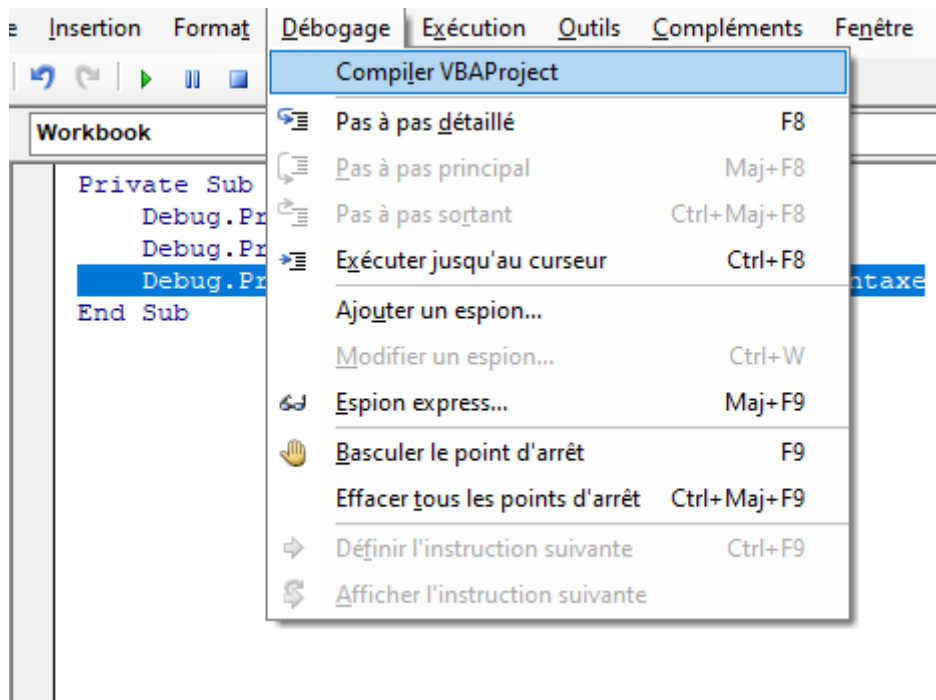 Insertion Format Débogage Exécution Outils Compléments Fenêtre
Compiler VBAProject
Workbook
Pas à pas détaillé F8
Pas à pas principal Maj+F8
Pas à pas sortant Ctrl+Maj+F8
Exécuter jusqu'au curseur Ctrl+F8
Ajouter un espion...
Modifier un espion... Ctrl+W
Espion express... Maj+F9
Basculer le point d'arrêt F9
Effacer tous les points d'arrêt Ctrl+Maj+F9
Définir l'instruction suivante Ctrl+F9
Afficher l'instruction suivante
Private Sub
Debug.Pr
Debug.Pr
Debug.Pr ntaxe
End Sub